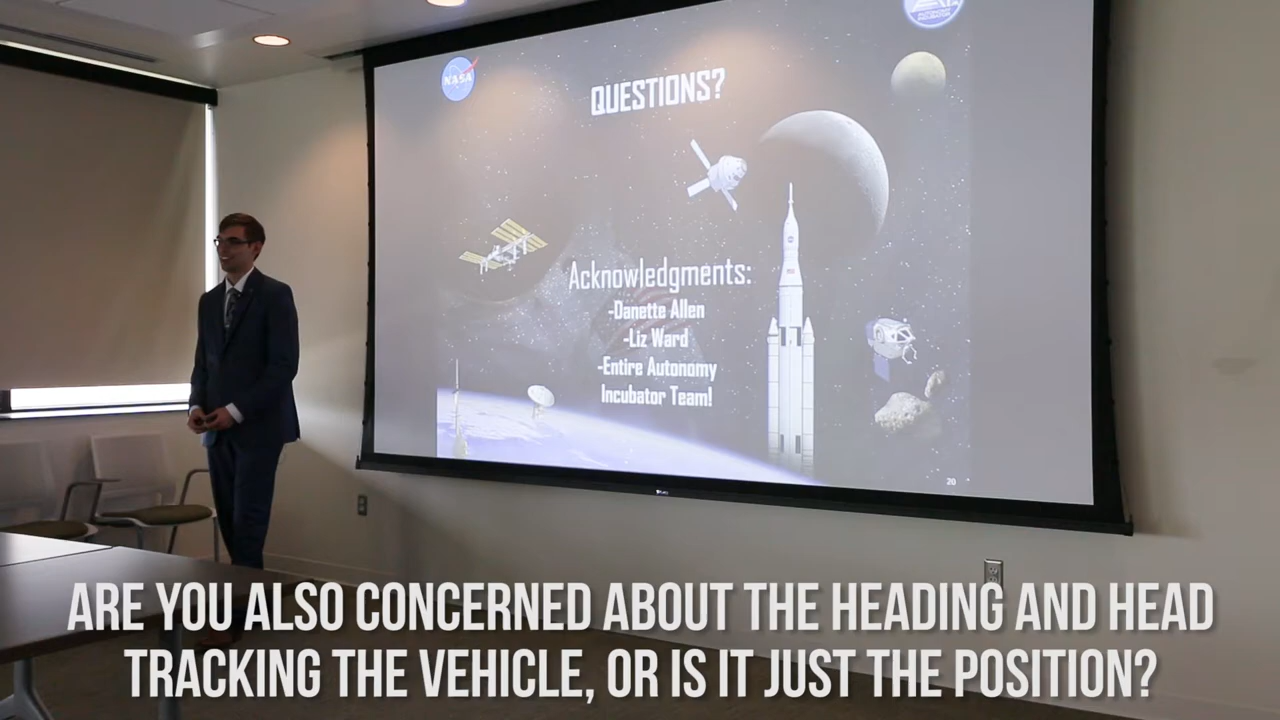 NASA
QUESTIONS?
Acknowledgments:
-Danette Allen
-Liz Ward
-Entire Autonomy
Incubator Team!
20
ARE YOU ALSO CONCERNED ABOUT THE HEADING AND HEAD
TRACKING THE VEHICLE, OR IS IT JUST THE POSITION?